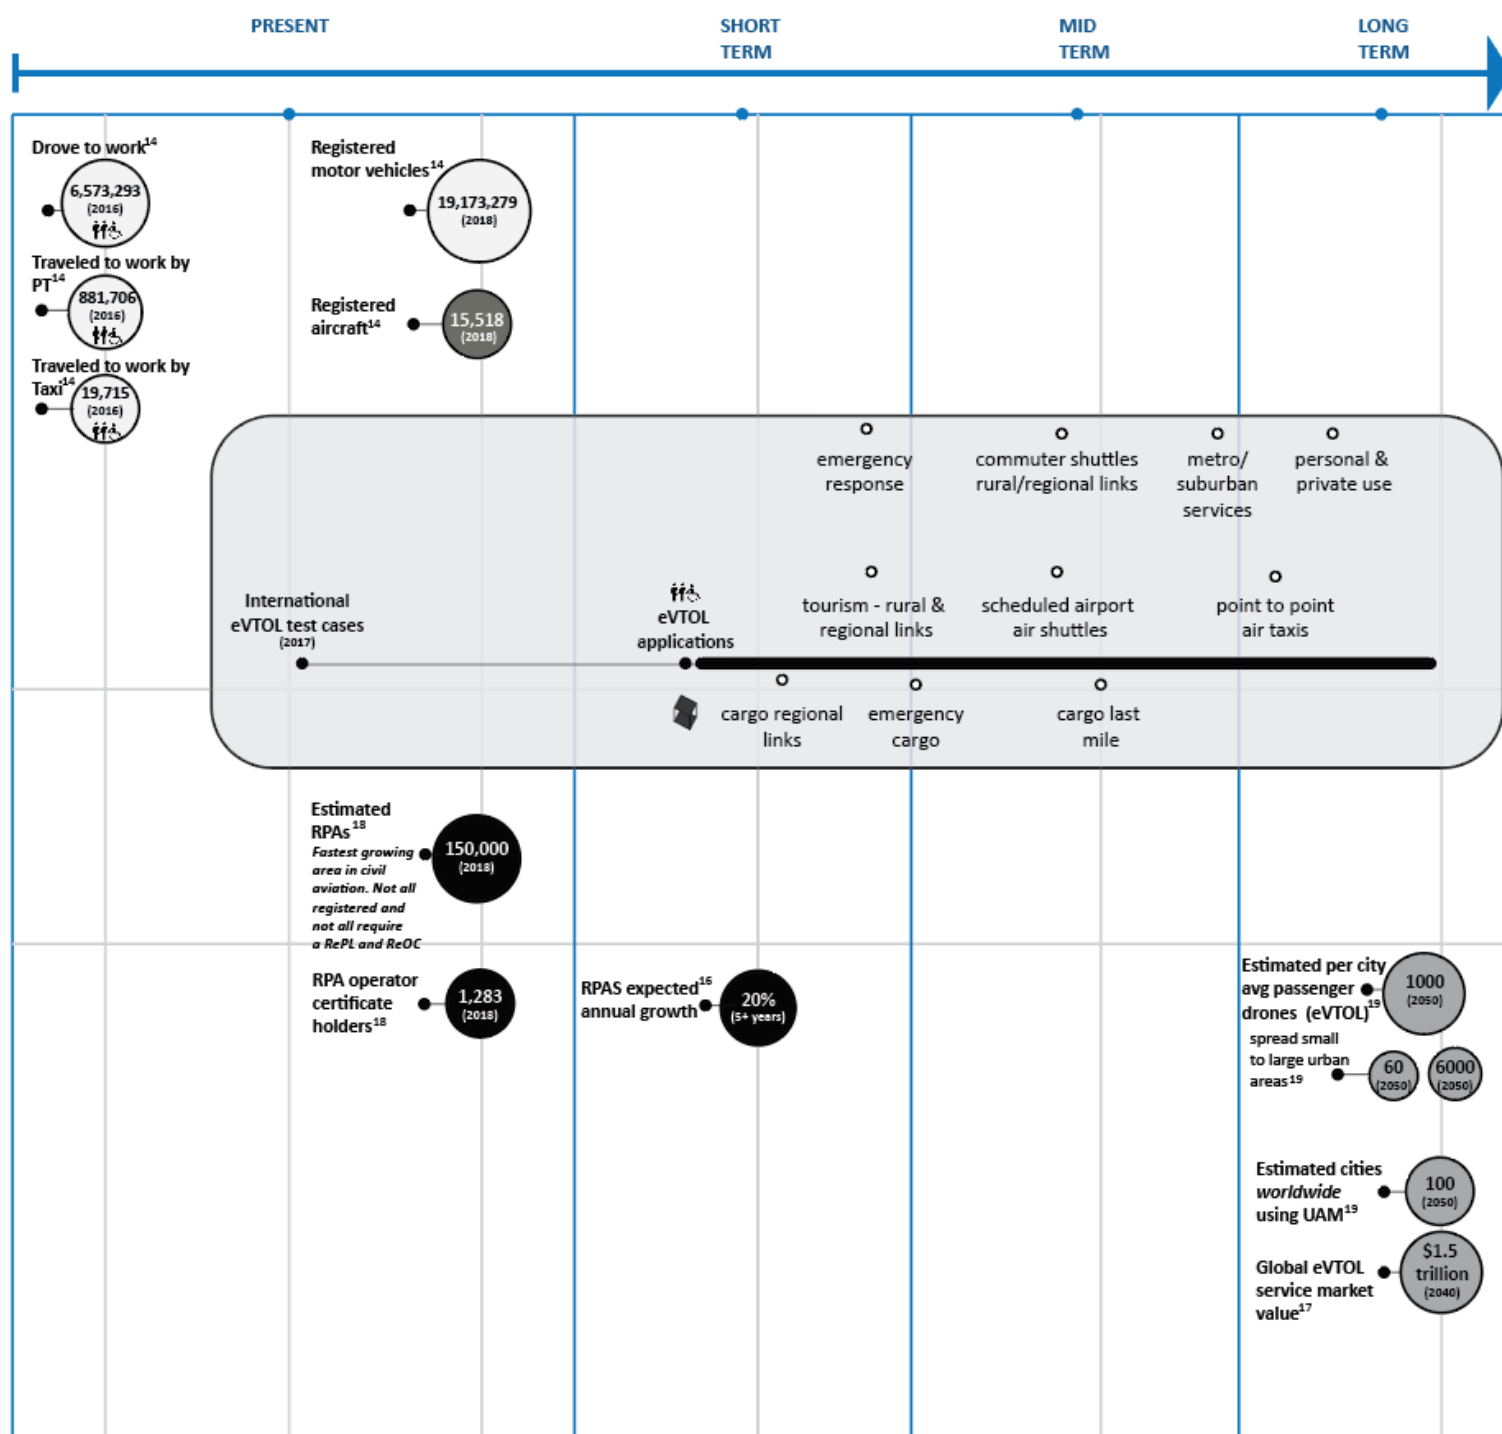 PRESENT
SHORT
TERM
MID
TERM
LONG
TERM
Drove to work14
6,573,293
(2016)
Traveled to work by
PT14
881,706
(2016)
Traveled to work by
Taxi14
19,715
(2016)
Registered
motor vehicles14
19,173,279
(2018)
Registered
aircraft14
15,518
(2018)
emergency
response
commuter shuttles
rural/regional links
metro/
suburban
services
personal &
private use
International
eVTOL test cases
(2017)
eVTOL
applications
tourism - rural &
regional links
scheduled airport
air shuttles
point to point
air taxis
cargo regional
links
emergency
cargo
cargo last
mile
Estimated
RPAs18
Fastest growing
area in civil
aviation. Not all
registered and
not all require
a RePL and ReOC
150,000
(2018)
RPA operator
certificate
holders18
1,283
(2018)
RPAS expected16
annual growth
20%
(5+ years)
Estimated per city
avg passenger
drones (eVTOL)19
1000
(2050)
spread small
to large urban
areas19
60
(2050)
6000
(2050)
Estimated cities
worldwide
using UAM19
100
(2050)
Global eVTOL
service market
value17
$1.5
trillion
(2040)